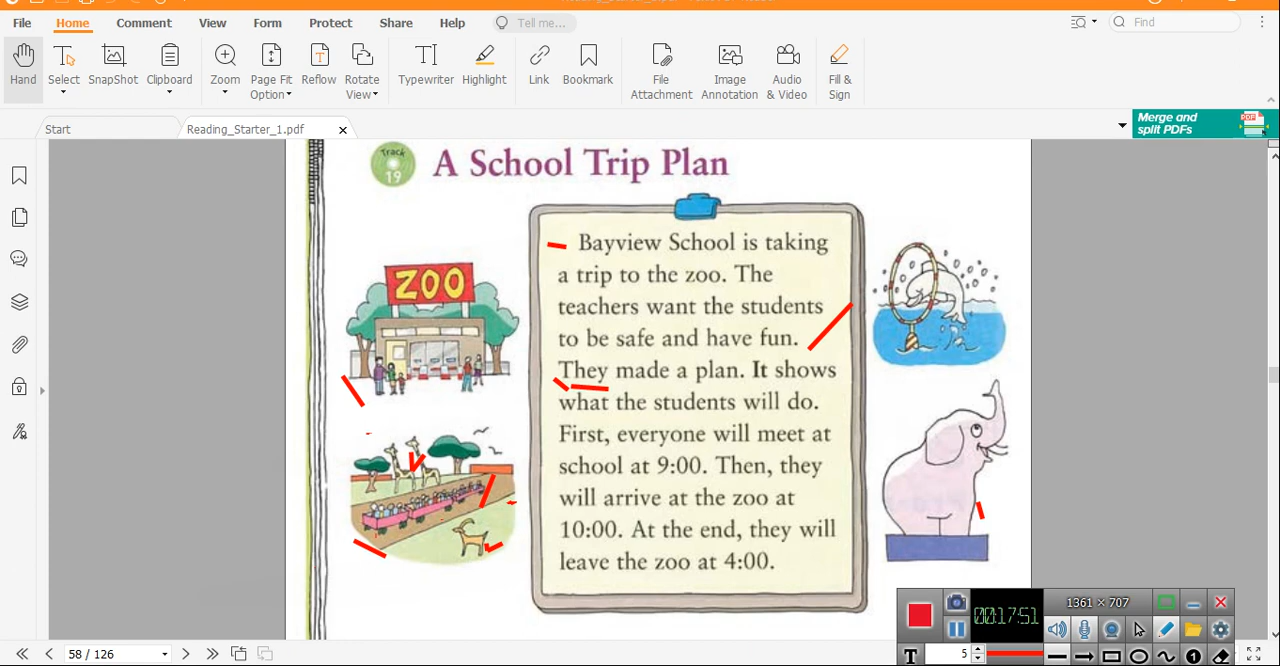 File Home Comment View Form Protect Share Help Tell me... Find
Hand Select SnapShot Clipboard Zoom Page Fit Option Reflow Rotate View Typewriter Highlight Link Bookmark File Attachment Image Annotation Audio & Video Fill & Sign
Start Reading_Starter_1.pdf Merge and split PDFs
Track 19
A School Trip Plan
ZOO
Bayview School is taking
a trip to the zoo. The
teachers want the students
to be safe and have fun.
They made a plan. It shows
what the students will do.
First, everyone will meet at
school at 9:00. Then, they
will arrive at the zoo at
10:00. At the end, they will
leave the zoo at 4:00.
00:17:51 1361 × 707
58 / 126 T 5 1